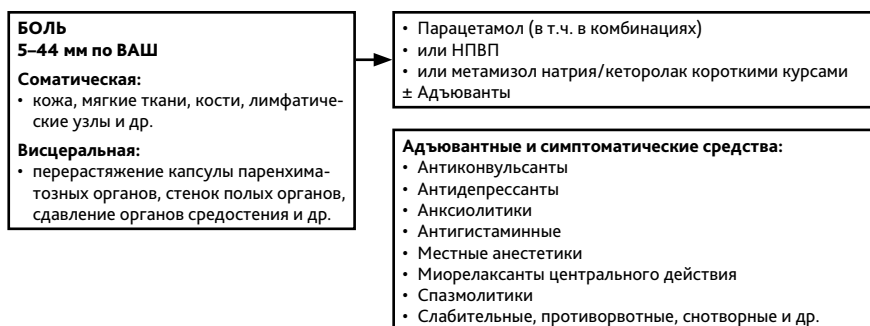 БОЛЬ
5–44 мм по ВАШ
Соматическая:
• кожа, мягкие ткани, кости, лимфатиче-
ские узлы и др.
Висцеральная:
• перерастяжение капсулы паренхима-
тозных органов, стенок полых органов,
сдавление органов средостения и др.
• Парацетамол (в т.ч. в комбинациях)
• или НПВП
• или метамизол натрия/кеторолак короткими курсами
± Адъюванты
Адъювантные и симптоматические средства:
• Антиконвульсанты
• Антидепрессанты
• Анксиолитики
• Антигистаминные
• Местные анестетики
• Миорелаксанты центрального действия
• Спазмолитики
• Слабительные, противорвотные, снотворные и др.